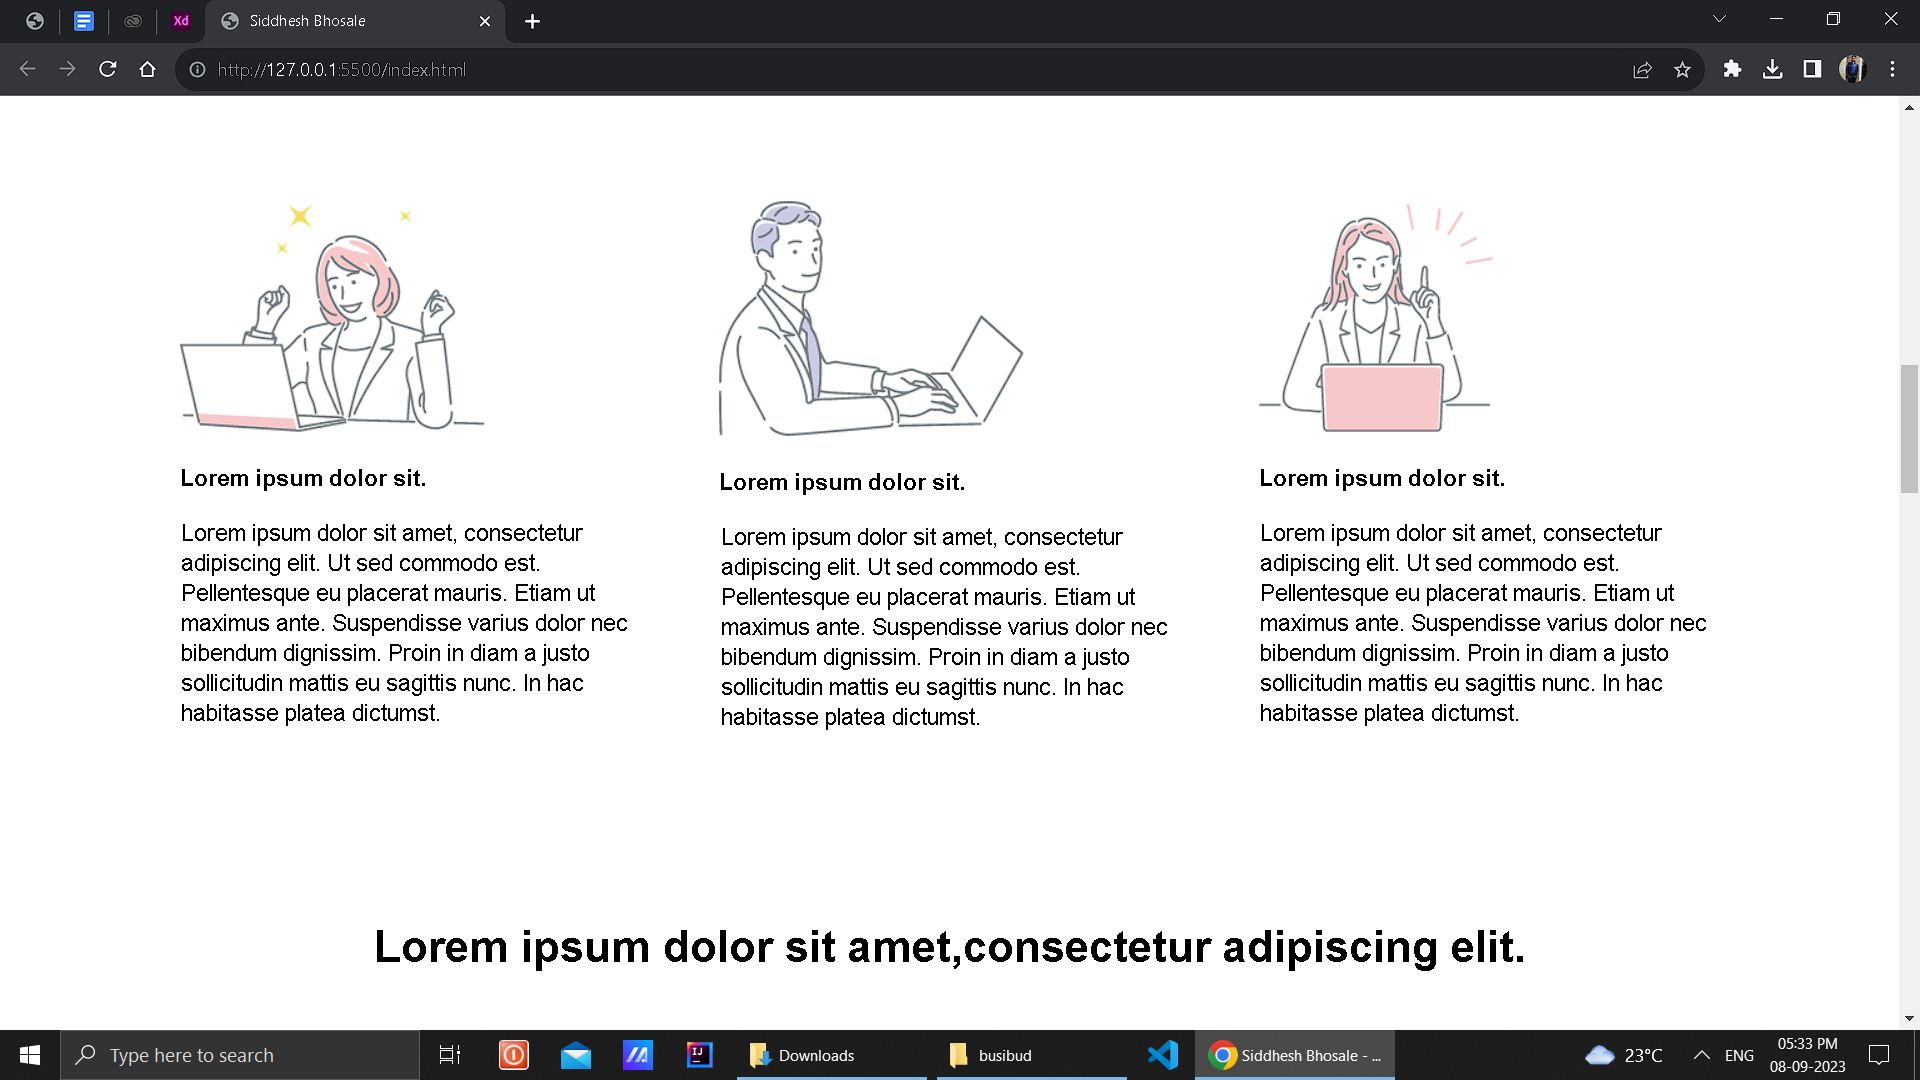 Xd
Siddhesh Bhosale
http://127.0.0.1:5500/index.html
Lorem ipsum dolor sit.
Lorem ipsum dolor sit amet, consectetur
adipiscing elit. Ut sed commodo est.
Pellentesque eu placerat mauris. Etiam ut
maximus ante. Suspendisse varius dolor nec
bibendum dignissim. Proin in diam a justo
sollicitudin mattis eu sagittis nunc. In hac
habitasse platea dictumst.
Lorem ipsum dolor sit.
Lorem ipsum dolor sit amet, consectetur
adipiscing elit. Ut sed commodo est.
Pellentesque eu placerat mauris. Etiam ut
maximus ante. Suspendisse varius dolor nec
bibendum dignissim. Proin in diam a justo
sollicitudin mattis eu sagittis nunc. In hac
habitasse platea dictumst.
Lorem ipsum dolor sit.
Lorem ipsum dolor sit amet, consectetur
adipiscing elit. Ut sed commodo est.
Pellentesque eu placerat mauris. Etiam ut
maximus ante. Suspendisse varius dolor nec
bibendum dignissim. Proin in diam a justo
sollicitudin mattis eu sagittis nunc. In hac
habitasse platea dictumst.
Lorem ipsum dolor sit amet,consectetur adipiscing elit.
Type here to search
IJ
Downloads
busibud
Siddhesh Bhosale - ...
23°C
ENG
05:33 PM
08-09-2023